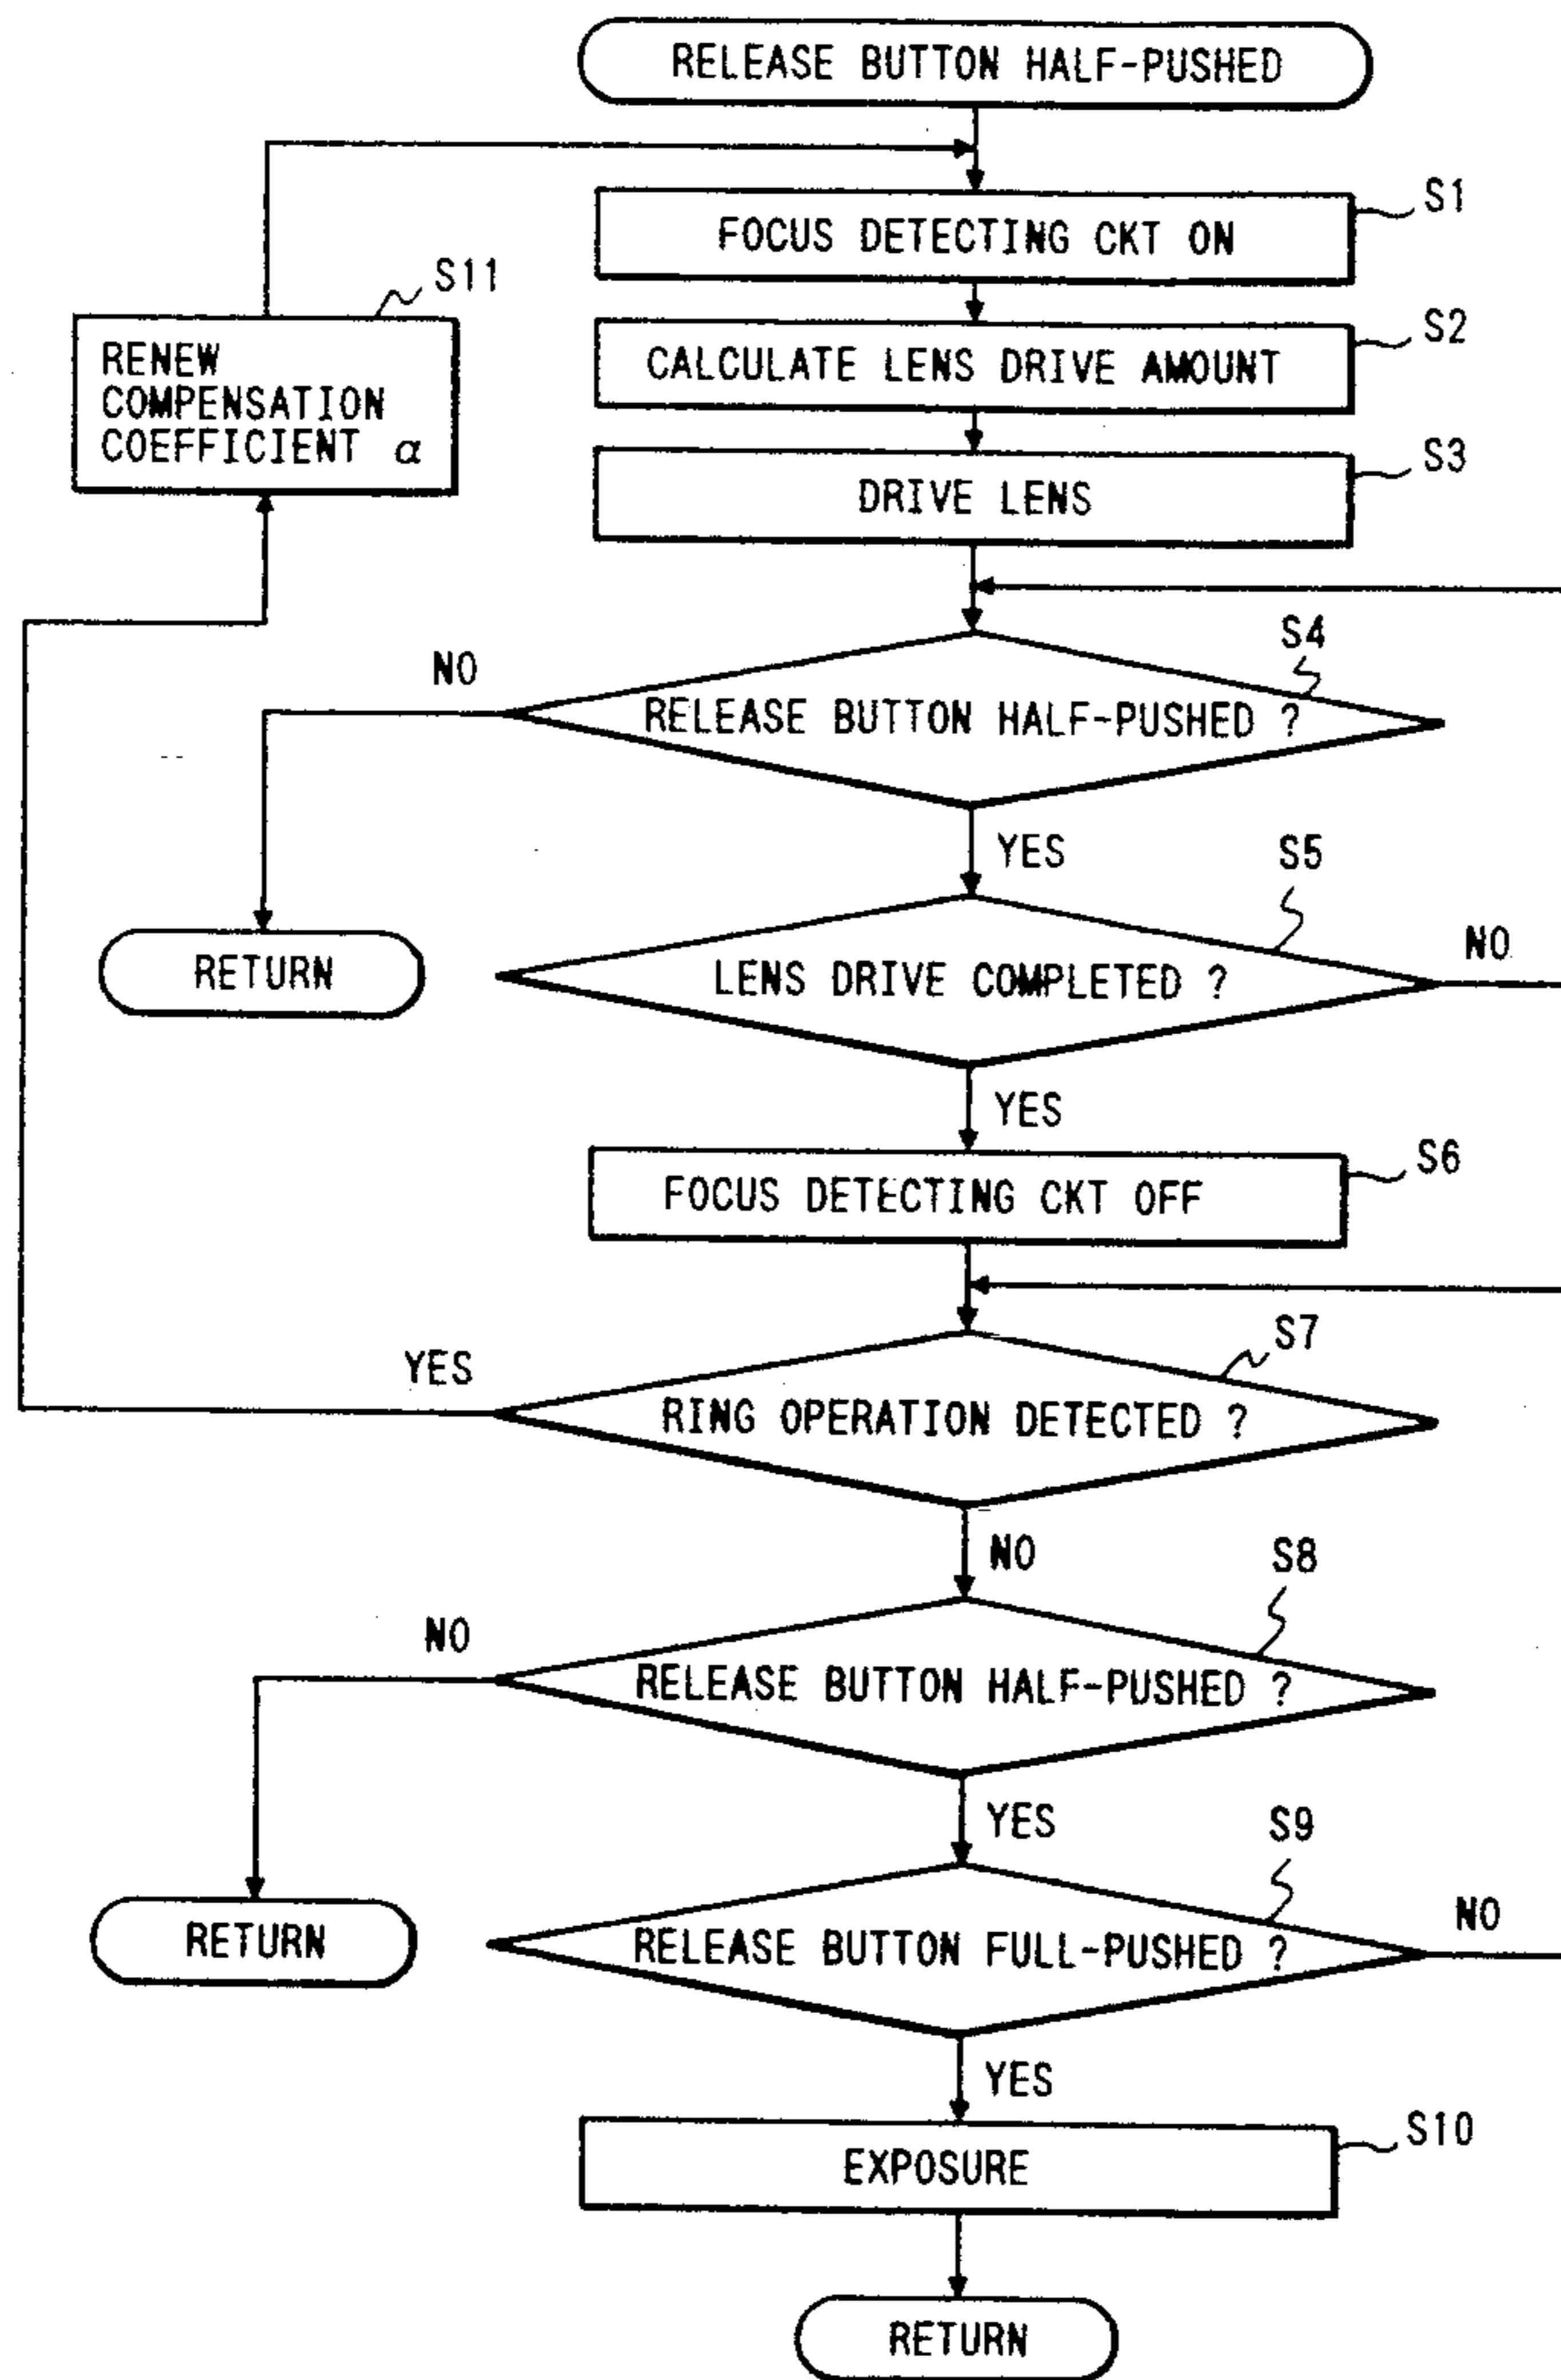 RELEASE BUTTON HALF-PUSHED
S1
FOCUS DETECTING CKT ON
S11
RENEW
COMPENSATION
COEFFICIENT α
S2
CALCULATE LENS DRIVE AMOUNT
S3
DRIVE LENS
S4
NO
RELEASE BUTTON HALF-PUSHED ?
YES
S5
NO
LENS DRIVE COMPLETED ?
RETURN
YES
S6
FOCUS DETECTING CKT OFF
S7
YES
RING OPERATION DETECTED ?
NO
S8
NO
RELEASE BUTTON HALF-PUSHED ?
YES
S9
NO
RETURN
RELEASE BUTTON FULL-PUSHED ?
YES
S10
EXPOSURE
RETURN